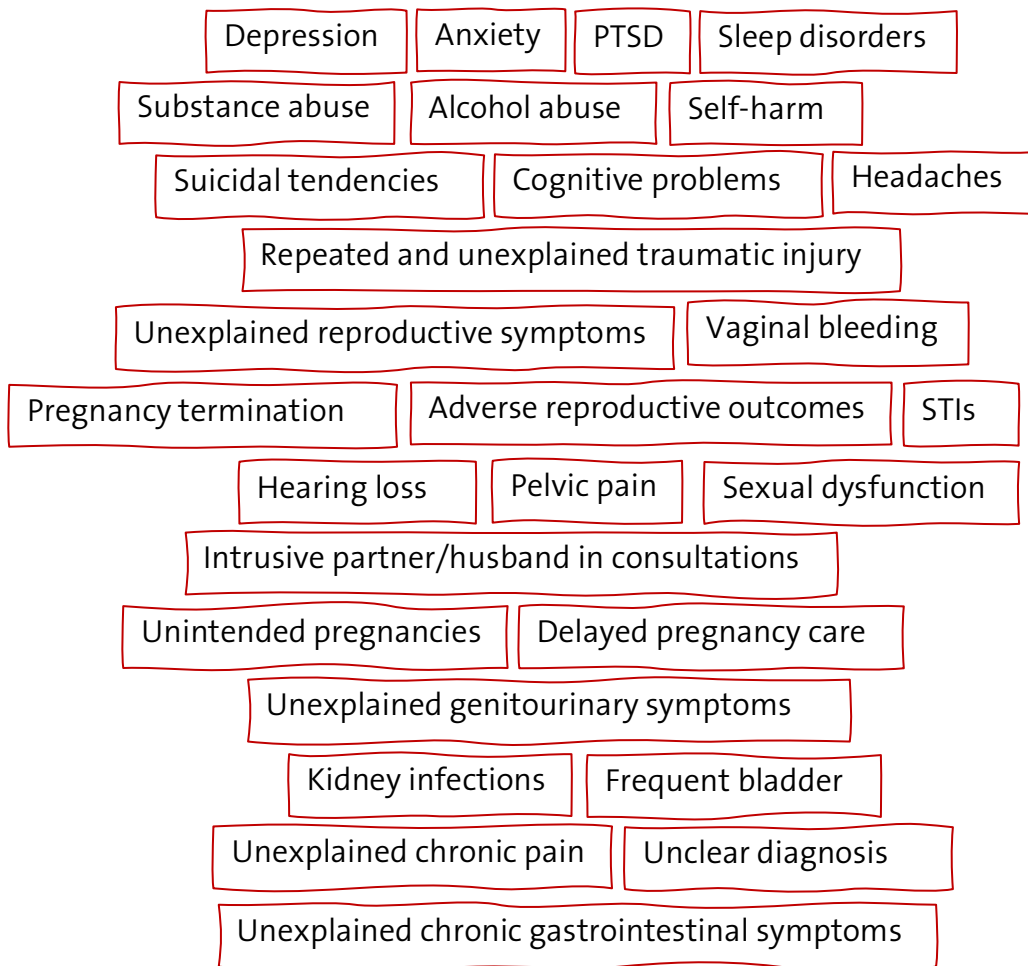 Depression Anxiety PTSD Sleep disorders
Substance abuse Alcohol abuse Self-harm
Suicidal tendencies Cognitive problems Headaches
Repeated and unexplained traumatic injury
Unexplained reproductive symptoms Vaginal bleeding
Pregnancy termination Adverse reproductive outcomes STIs
Hearing loss Pelvic pain Sexual dysfunction
Intrusive partner/husband in consultations
Unintended pregnancies Delayed pregnancy care
Unexplained genitourinary symptoms
Kidney infections Frequent bladder
Unexplained chronic pain Unclear diagnosis
Unexplained chronic gastrointestinal symptoms